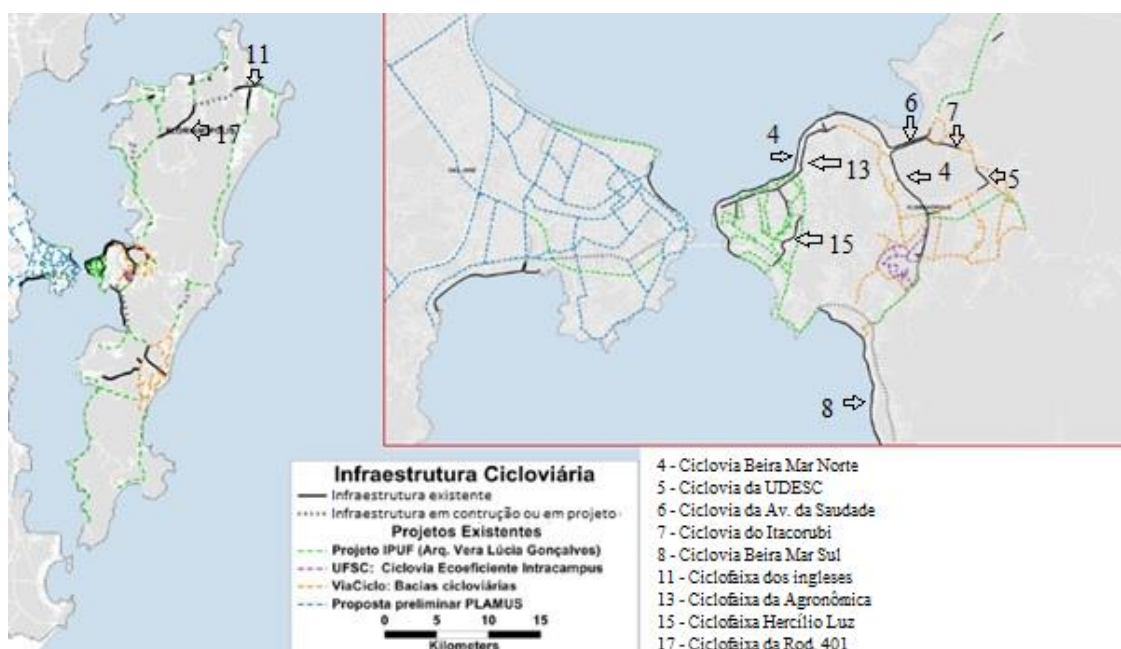 11
17
6
7
4
13
4
5
15
8
Infraestrutura Cicloviária
Infraestrutura existente
Infraestrutura em contrução ou em projeto
Projetos Existentes
Projeto IPUF (Arq. Vera Lúcia Gonçalves)
UFSC: Ciclovia Ecoeficiente Intracampus
ViaCiclo: Bacias cicloviárias
Proposta preliminar PLAMUS
0 5 10 15
Kilometers
4 - Ciclovia Beira Mar Norte
5 - Ciclovia da UDESC
6 - Ciclovia da Av. da Saudade
7 - Ciclovia do Itacorubi
8 - Ciclovia Beira Mar Sul
11 - Ciclofaixa dos ingleses
13 - Ciclofaixa da Agronômica
15 - Ciclofaixa Hercílio Luz
17 - Ciclofaixa da Rod. 401